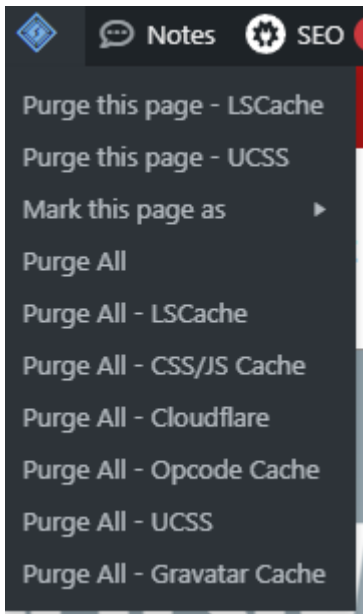 Notes SEO
Purge this page - LSCache
Purge this page - UCSS
Mark this page as
Purge All
Purge All - LSCache
Purge All - CSS/JS Cache
Purge All - Cloudflare
Purge All - Opcode Cache
Purge All - UCSS
Purge All - Gravatar Cache